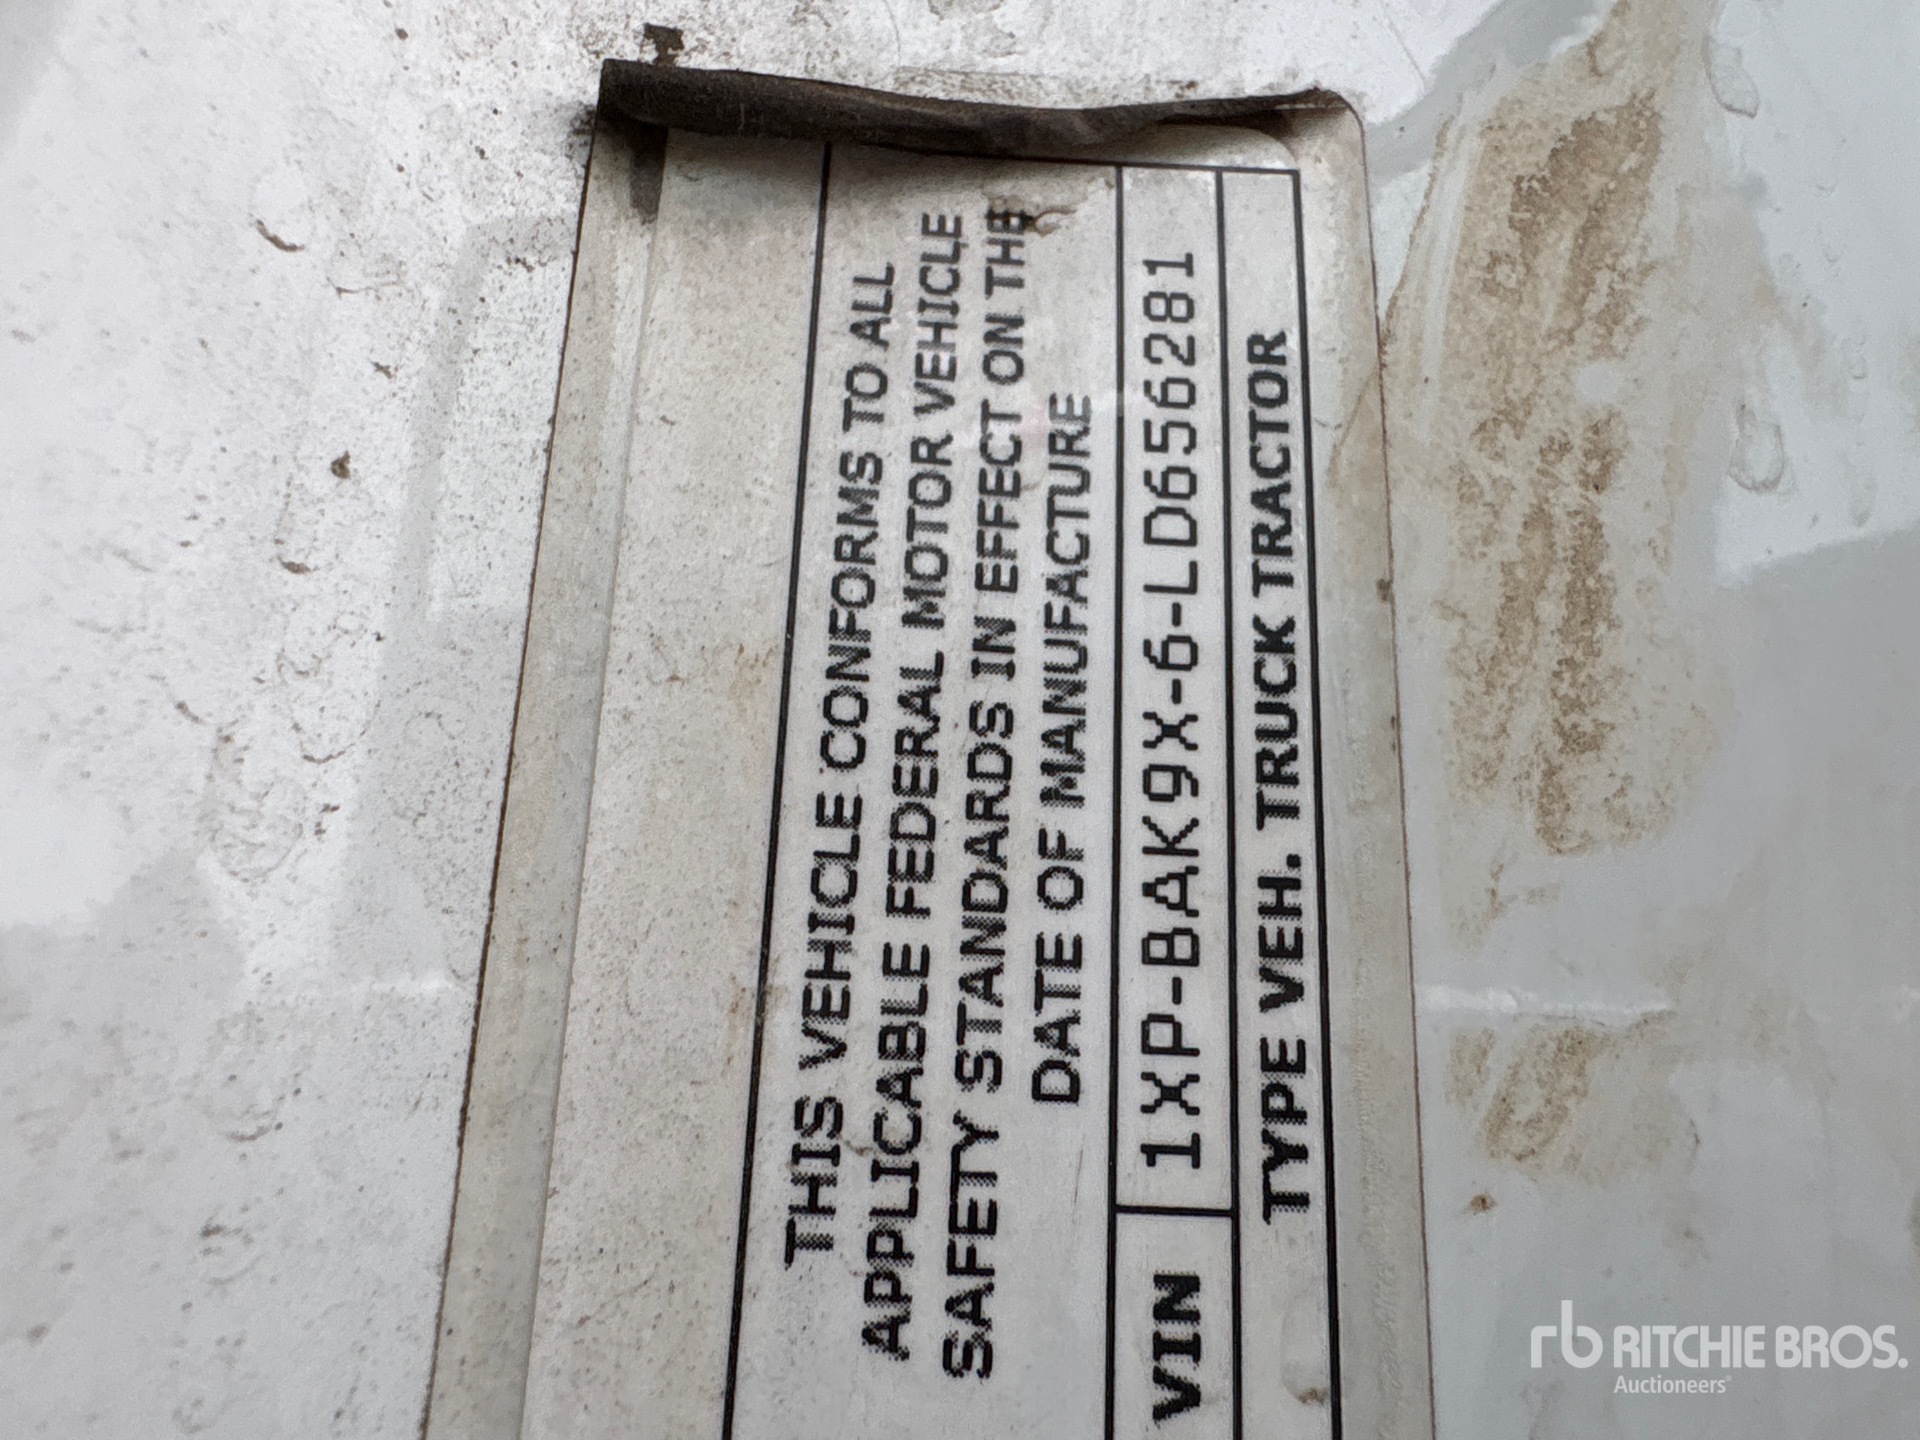 THIS VEHICLE CONFORMS TO ALL
APPLICABLE FEDERAL MOTOR VEHICLE
SAFETY STANDARDS IN EFFECT ON THE
DATE OF MANUFACTURE
VIN 1XP-BAK9X-6-LD656281
TYPE VEH. TRUCK TRACTOR
rb RITCHIE BROS.
Auctioneers